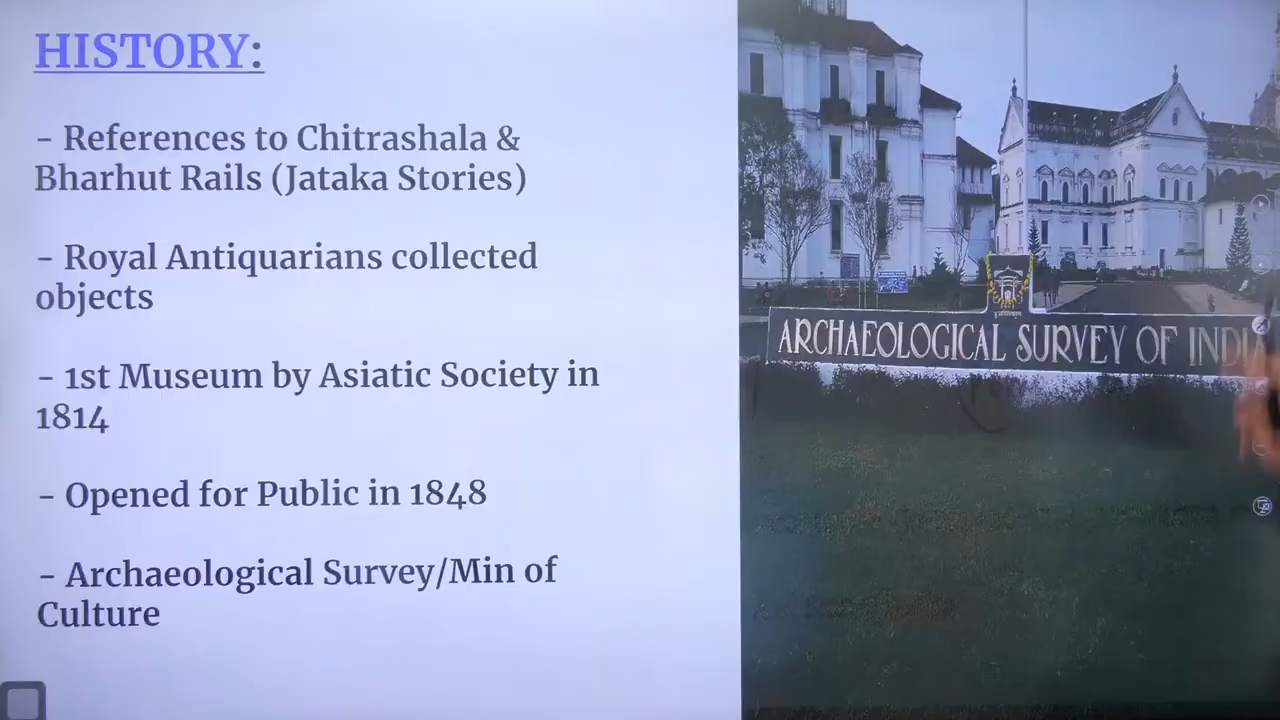 HISTORY:
- References to Chitrashala &
Bharhut Rails (Jataka Stories)
- Royal Antiquarians collected
objects
- 1st Museum by Asiatic Society in
1814
- Opened for Public in 1848
- Archaeological Survey/Min of
Culture
ARCHAEOLOGICAL SURVEY OF INDIA